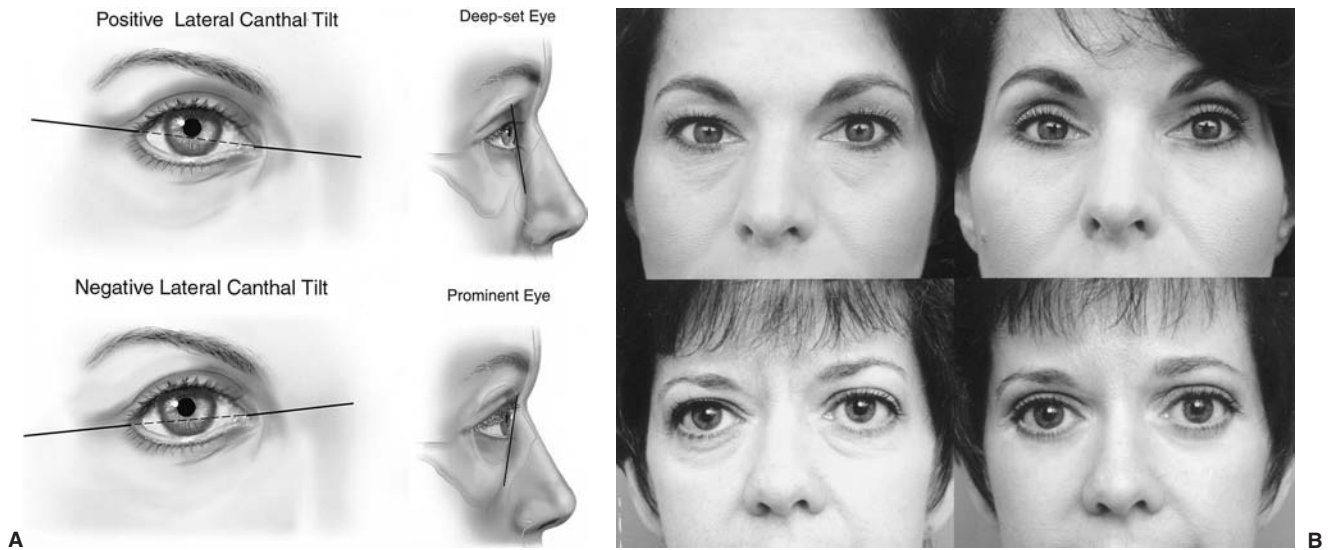 Positive Lateral Canthal Tilt
Deep-set Eye
Negative Lateral Canthal Tilt
Prominent Eye
A
B